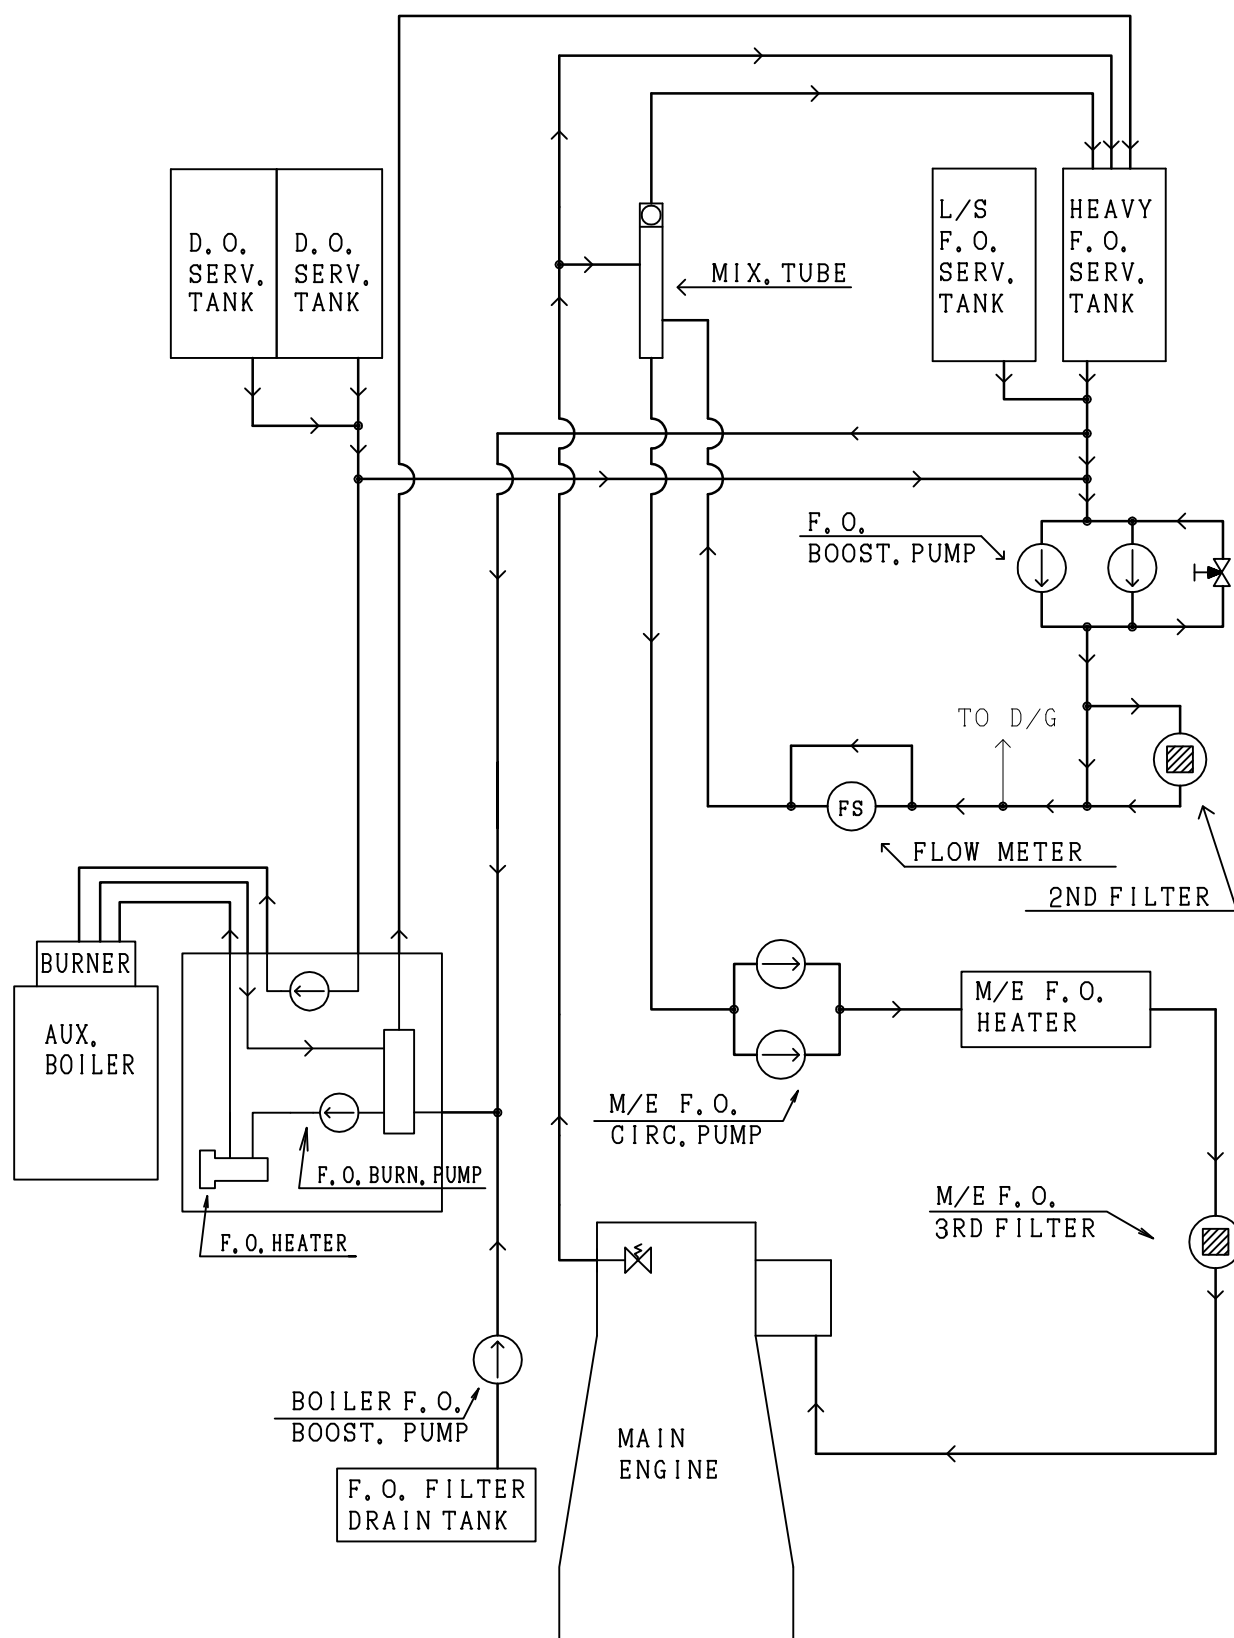 D.O.
SERV.
TANK
D.O.
SERV.
TANK
MIX. TUBE
L/S
F.O.
SERV.
TANK
HEAVY
F.O.
SERV.
TANK
F.O.
BOOST. PUMP
TO D/G
FS
FLOW METER
2ND FILTER
BURNER
AUX.
BOILER
M/E F.O.
HEATER
M/E F.O.
CIRC. PUMP
F.O. BURN. PUMP
F.O. HEATER
M/E F.O.
3RD FILTER
BOILER F.O.
BOOST. PUMP
MAIN
ENGINE
F.O. FILTER
DRAIN TANK